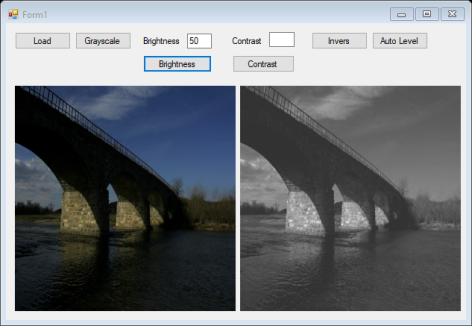 Form1
Load Grayscale Brightness 50 Contrast Invers Auto Level
Brightness Contrast